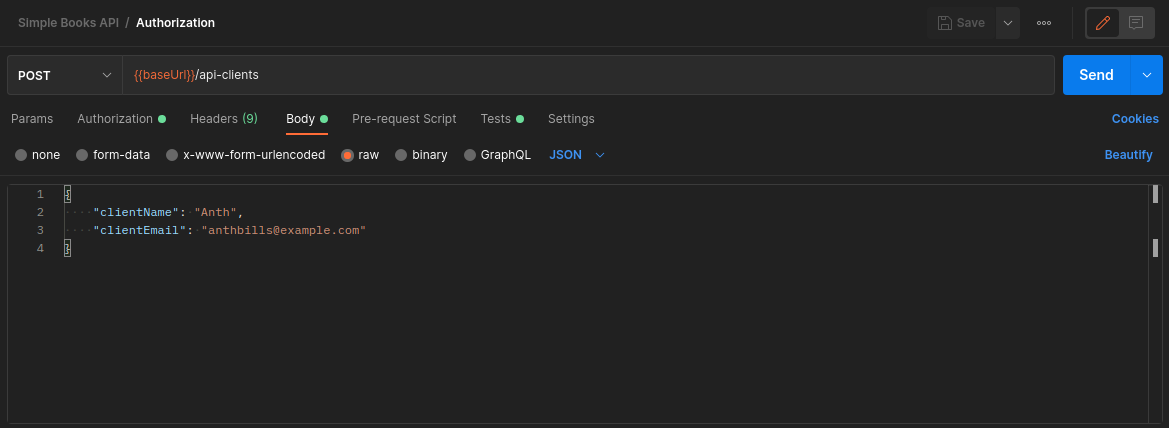 Simple Books API / Authorization Save
POST {{baseUrl}}/api-clients Send
Params Authorization Headers (9) Body Pre-request Script Tests Settings Cookies
none form-data x-www-form-urlencoded raw binary GraphQL JSON Beautify
1 {
2 "clientName": "Anth",
3 "clientEmail": "anthbills@example.com"
4 }